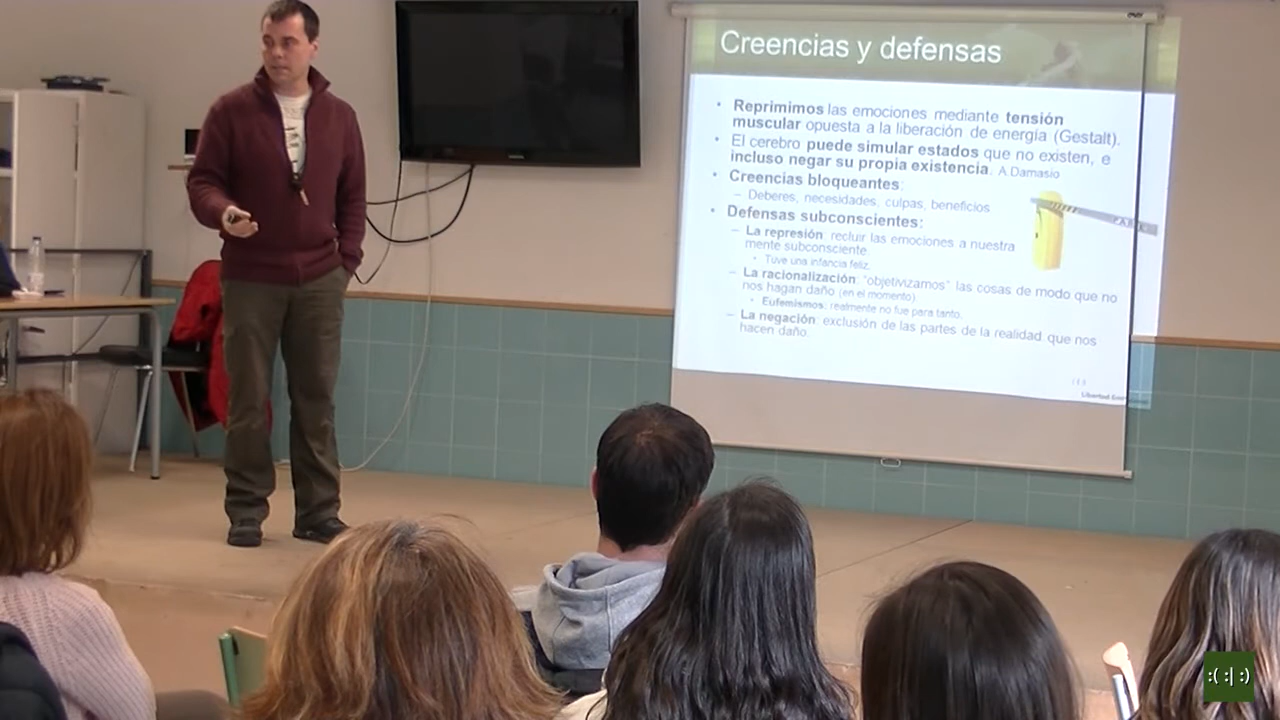 Creencias y defensas
• Reprimimos las emociones mediante tensión
muscular opuesta a la liberación de energía (Gestalt).
• El cerebro puede simular estados que no existen, e
incluso negar su propia existencia. A.Damasio
• Creencias bloqueantes:
– Deberes, necesidades, culpas, beneficios
• Defensas subconscientes:
– La represión: recluir las emociones a nuestra
mente subconsciente.
• Tuve una infancia feliz.
– La racionalización: "objetivizamos" las cosas de modo que no
nos hagan daño (en el momento).
• Eufemismos: realmente no fue para tanto.
– La negación: exclusión de las partes de la realidad que nos
hacen daño.
Libertad
:( :| :)